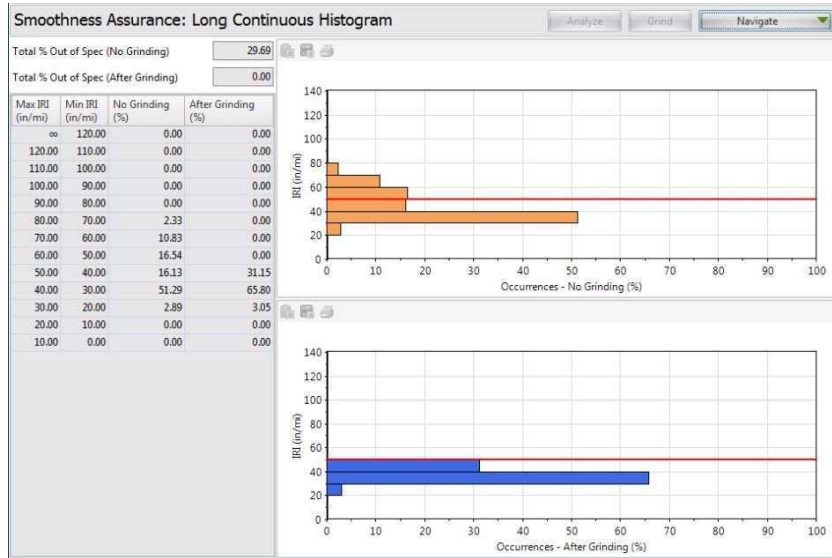 Smoothness Assurance: Long Continuous Histogram
Analyze Grind Navigate
Total % Out of Spec (No Grinding) 29.69
Total % Out of Spec (After Grinding) 0.00
Max IRI (in/mi) Min IRI (in/mi) No Grinding (%) After Grinding (%)
∞ 120.00 0.00 0.00
120.00 110.00 0.00 0.00
110.00 100.00 0.00 0.00
100.00 90.00 0.00 0.00
90.00 80.00 0.00 0.00
80.00 70.00 2.33 0.00
70.00 60.00 10.83 0.00
60.00 50.00 16.54 0.00
50.00 40.00 16.13 31.15
40.00 30.00 51.29 65.80
30.00 20.00 2.89 3.05
20.00 10.00 0.00 0.00
10.00 0.00 0.00 0.00
140
120
100
80
60
40
20
0
IRI (in/mi)
0 10 20 30 40 50 60 70 80 90 100
Occurrences - No Grinding (%)
140
120
100
80
60
40
20
0
IRI (in/mi)
0 10 20 30 40 50 60 70 80 90 100
Occurrences - After Grinding (%)